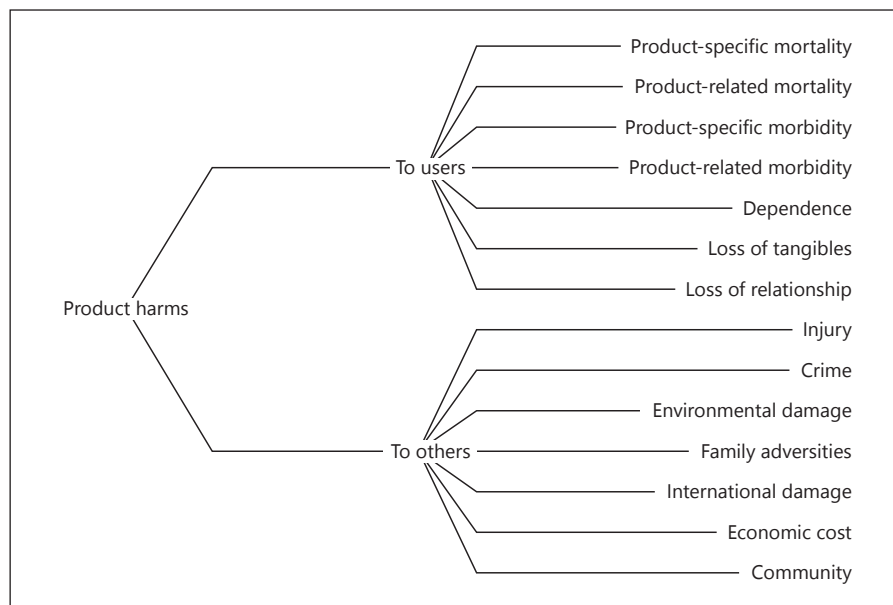 Product-specific mortality
Product-related mortality
Product-specific morbidity
To users
Product-related morbidity
Dependence
Loss of tangibles
Loss of relationship
Product harms
Injury
Crime
Environmental damage
To others
Family adversities
International damage
Economic cost
Community